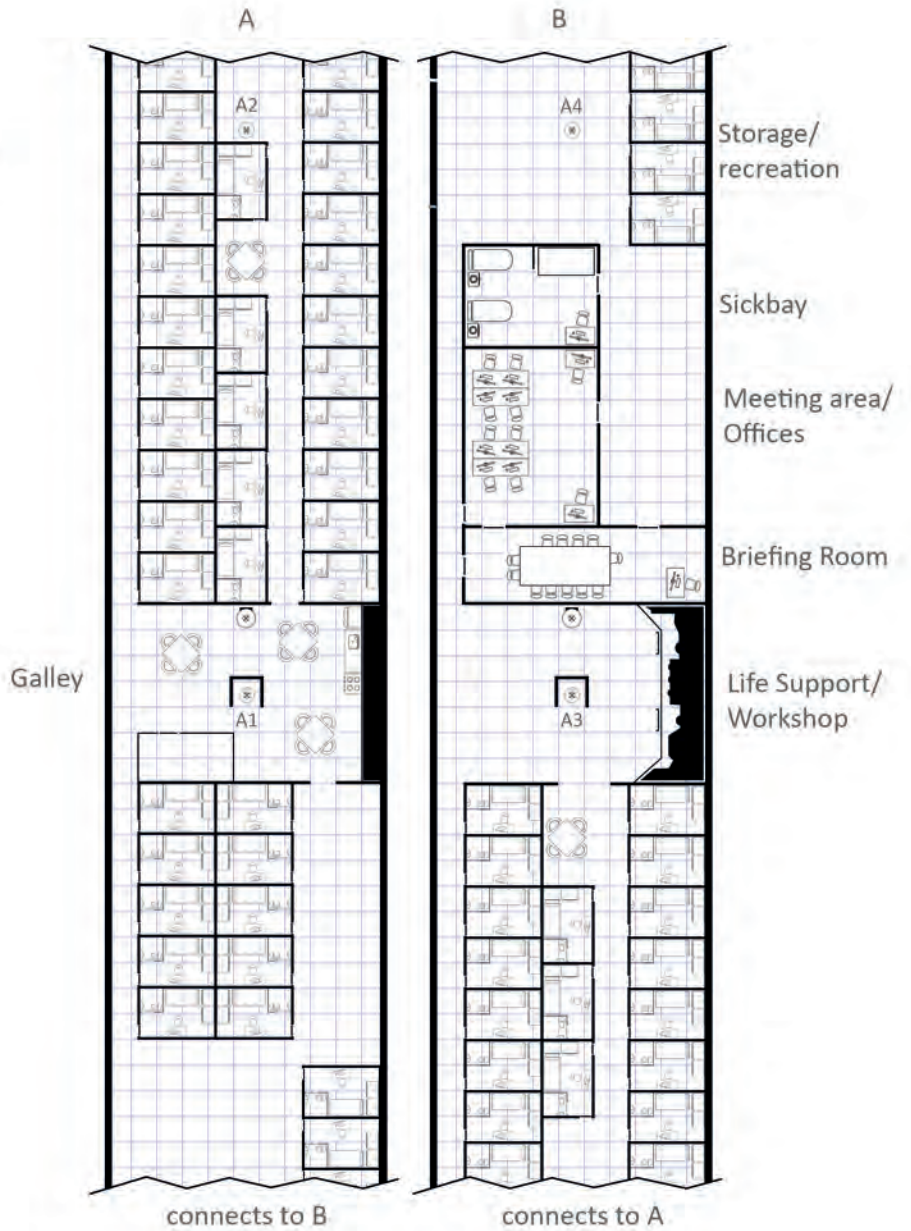 A
B
A2
A4
Storage/
recreation
Sickbay
Meeting area/
Offices
Briefing Room
Galley
A1
A3
Life Support/
Workshop
connects to B
connects to A